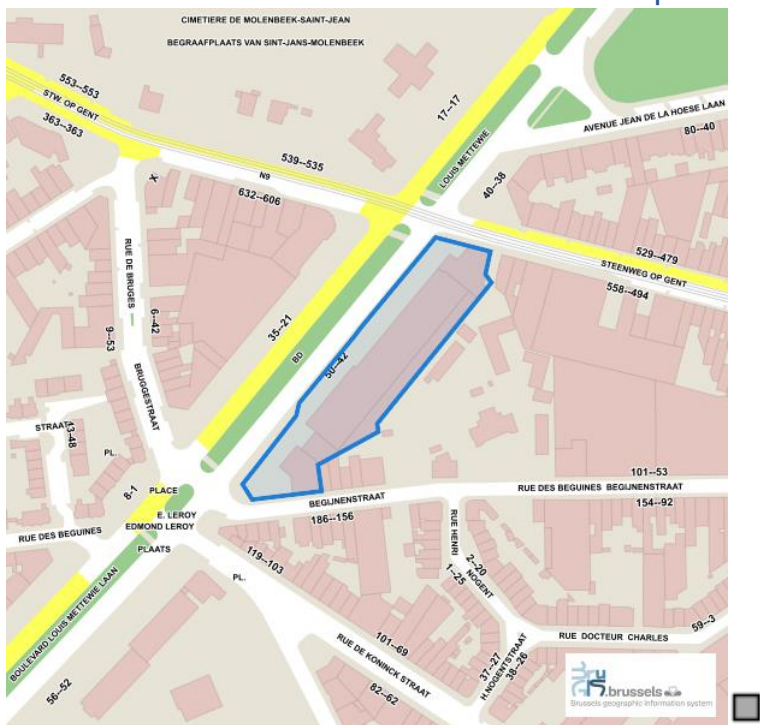 CIMETIERE DE MOLENBEEK-SAINT-JEAN
BEGRAAFPLAATS VAN SINT-JANS-MOLENBEEK
553--553
STW. OP GENT
363--363
17--17
AVENUE JEAN DE LA HOESE LAAN
80--40
539--535
N9
632--606
LOUIS METTEWIE
40--38
529--479
STEENWEG OP GENT
558--494
RUE DE BRUGES
6--42
9--53
BRUGGESTRAAT
35--21
BD
50--42
STRAAT
13-48
PL.
8-1
PLACE
E. LEROY
EDMOND LEROY
PLAATS
RUE DES BEGUINES
BEGIJNENSTRAAT
186--156
101--53
RUE DES BEGUINES BEGIJNENSTRAAT
154--92
RUE HENRI
NOGENT
2--20
1--25
119--103
PL.
BOULEVARD LOUIS METTEWIE LAAN
56--52
RUE DE KONINCK STRAAT
101--69
82--62
37--27
H.NOGENTSTRAAT
38--26
RUE DOCTEUR CHARLES
59--3
.brussels
Brussels geographic information system